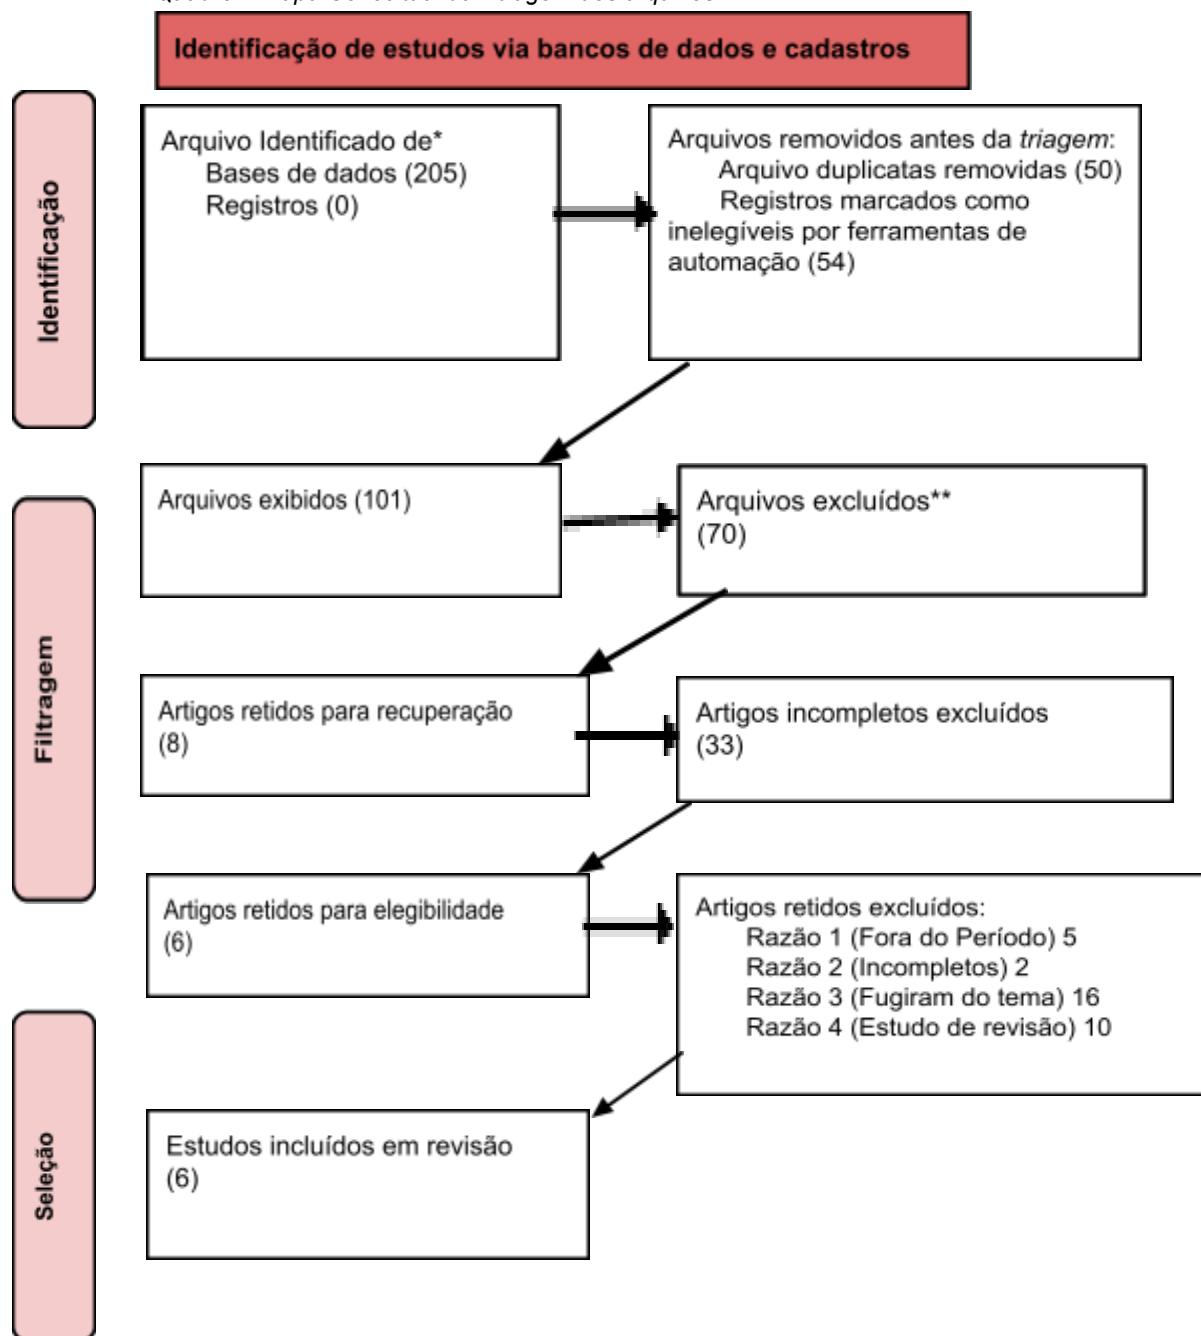 Identificação de estudos via bancos de dados e cadastros
Identificação
Arquivo Identificado de*
Bases de dados (205)
Registros (0)
Arquivos removidos antes da triagem:
Arquivo duplicatas removidas (50)
Registros marcados como
inelegíveis por ferramentas de
automação (54)
Filtragem
Arquivos exibidos (101)
Arquivos excluídos**
(70)
Artigos retidos para recuperação
(8)
Artigos incompletos excluídos
(33)
Artigos retidos para elegibilidade
(6)
Artigos retidos excluídos:
Razão 1 (Fora do Período) 5
Razão 2 (Incompletos) 2
Razão 3 (Fugiram do tema) 16
Razão 4 (Estudo de revisão) 10
Seleção
Estudos incluídos em revisão
(6)